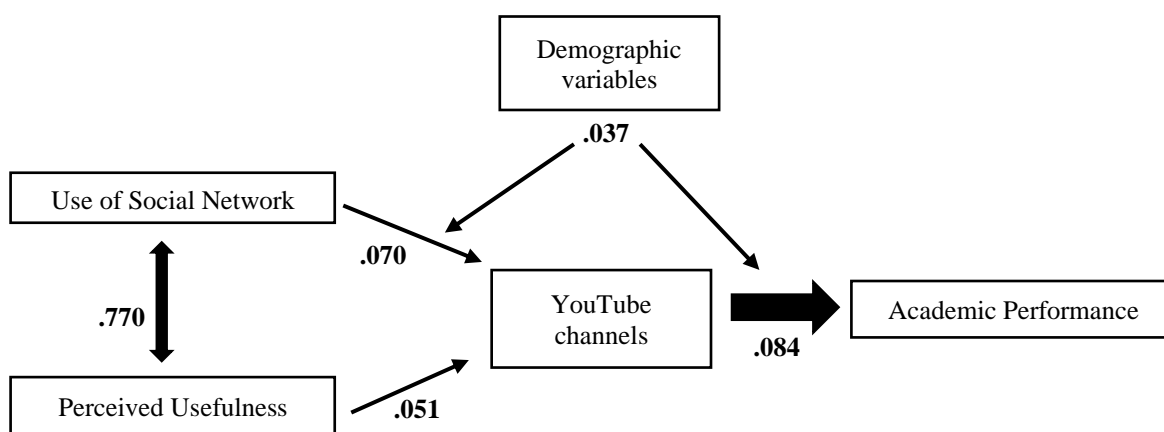 Demographic
variables
.037
Use of Social Network
.070
.770
YouTube
channels
Academic Performance
.084
Perceived Usefulness
.051